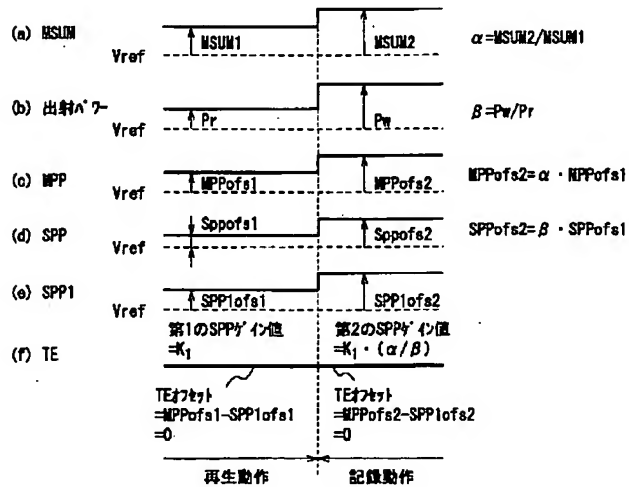 (a) MSUM
Vref
MSUM1
MSUM2
α=MSUM2/MSUM1
(b) 出射ﾊﾟﾜｰ
Vref
Pr
Pw
β=Pw/Pr
(c) MPP
Vref
MPPofs1
MPPofs2
MPPofs2=α・MPPofs1
(d) SPP
Vref
Sppofs1
Sppofs2
SPPofs2=β・SPPofs1
(e) SPP1
Vref
SPP1ofs1
SPP1ofs2
第1のSPPｹﾞｲﾝ値
=K₁
第2のSPPｹﾞｲﾝ値
=K₁・(α/β)
(f) TE
TEｵﾌｾｯﾄ
=MPPofs1-SPP1ofs1
=0
TEｵﾌｾｯﾄ
=MPPofs2-SPP1ofs2
=0
再生動作
記録動作